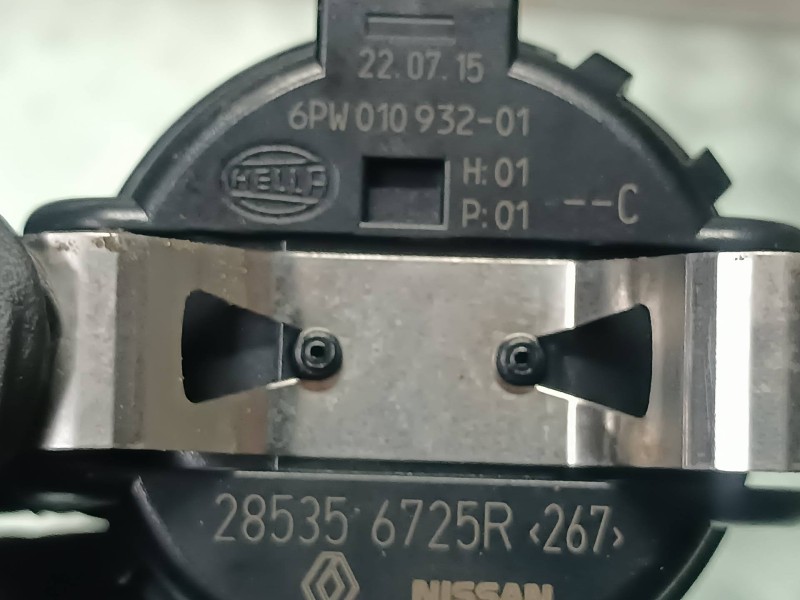 22.07.15
6PW 010 932-01
HELLA
H: 01
P: 01
--C
28535 6725R ‹267›
NISSAN